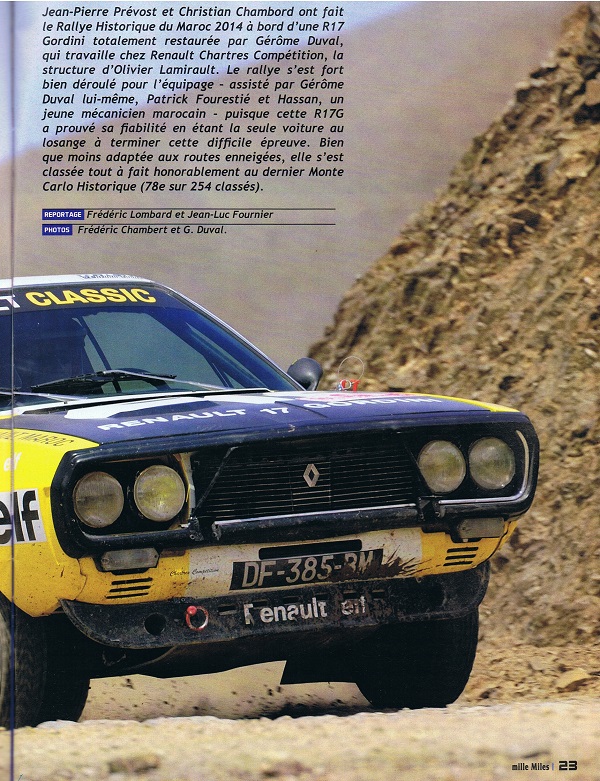 Jean-Pierre Prévost et Christian Chambord ont fait
le Rallye Historique du Maroc 2014 à bord d'une R17
Gordini totalement restaurée par Gérôme Duval,
qui travaille chez Renault Chartres Compétition, la
structure d'Olivier Lamirault. Le rallye s'est fort
bien déroulé pour l'équipage – assisté par Gérôme
Duval lui-même, Patrick Fourestié et Hassan, un
jeune mécanicien marocain – puisque cette R17G
a prouvé sa fiabilité en étant la seule voiture au
losange à terminer cette difficile épreuve. Bien
que moins adaptée aux routes enneigées, elle s'est
classée tout à fait honorablement au dernier Monte
Carlo Historique (78e sur 254 classés).
REPORTAGE Frédéric Lombard et Jean-Luc Fournier
PHOTOS Frédéric Chambert et G. Duval.
LT CLASSIC
RENAULT 17 GORDINI
MAROC
elf
Chartres Compétition
DF-385-
Renault elf
mille Miles | 23